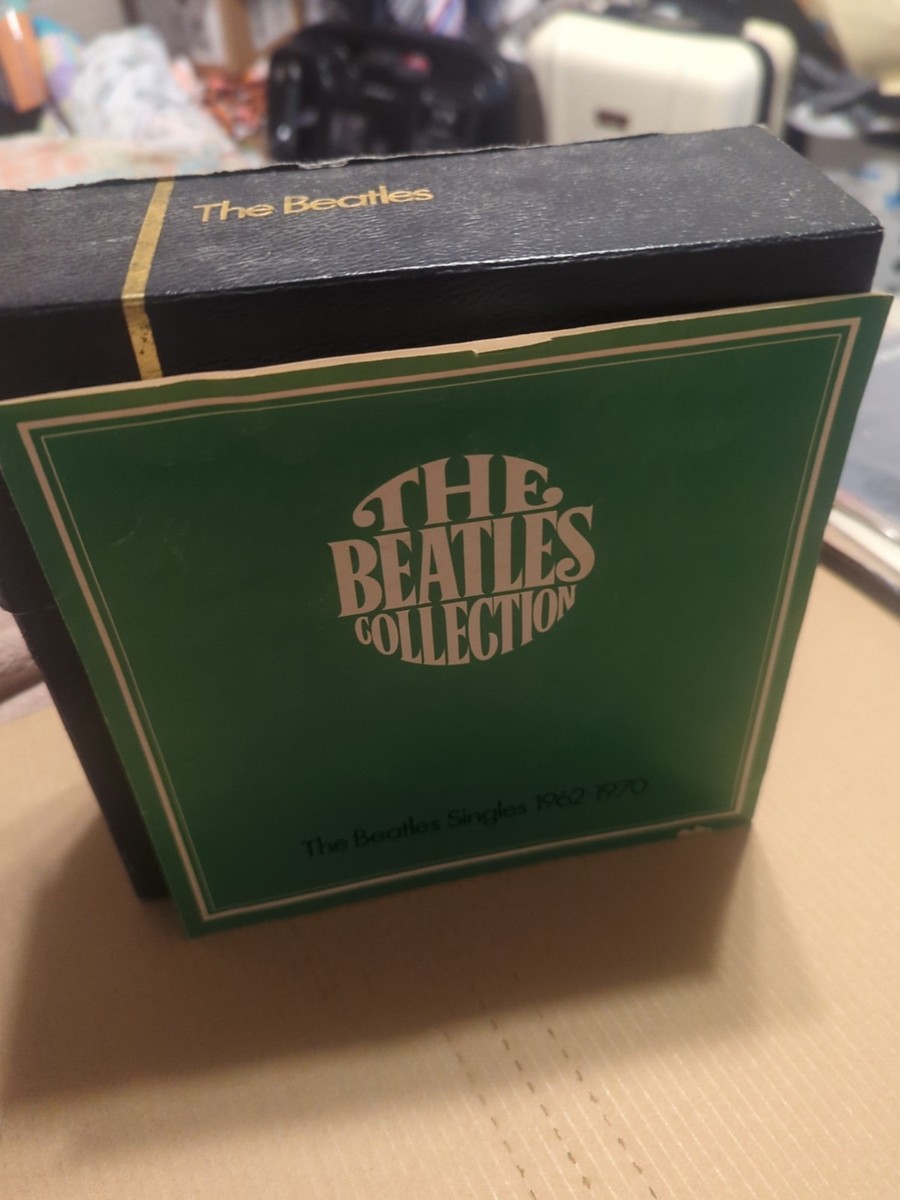 The Beatles
THE
BEATLES
COLLECTION
The Beatles Singles 1962-1970